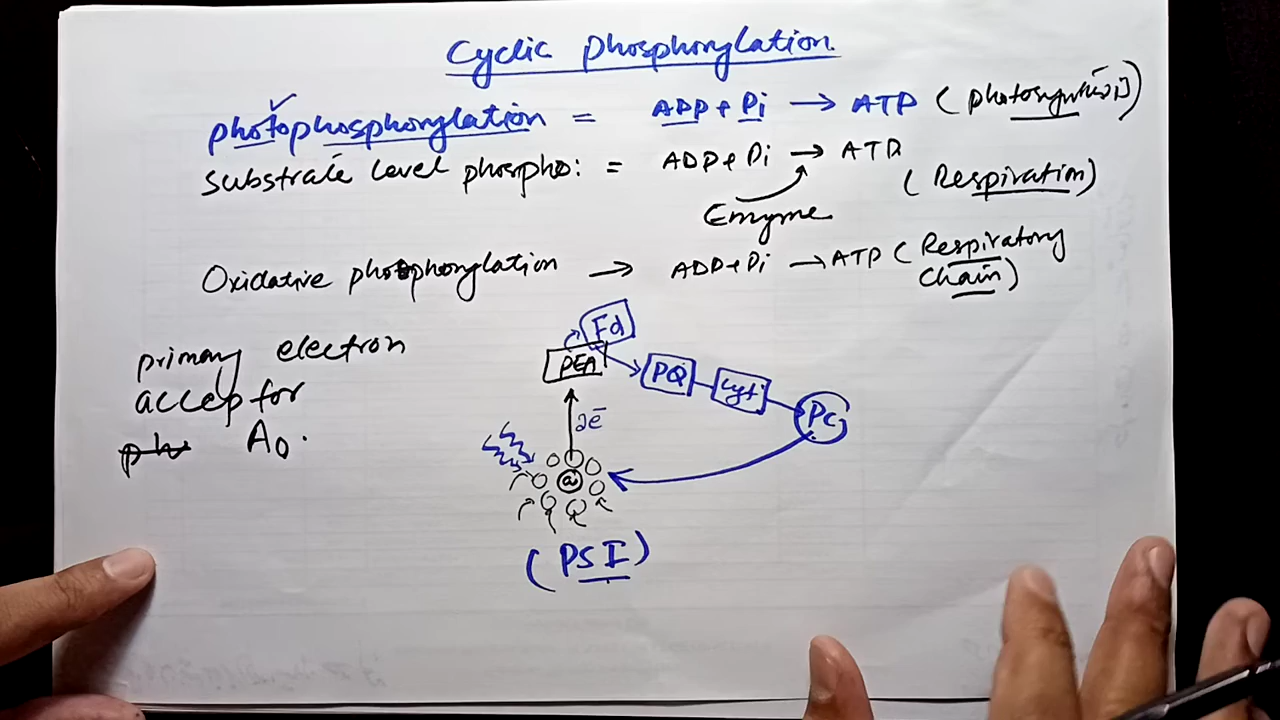 Cyclic phosphorylation
photophosphorylation = ADP + Pi → ATP (photosynthesis)
Substrate level phospho: = ADP + Pi → ATP
(Respiration)
Enzyme
Oxidative phosphorylation → ADP + Pi → ATP (Respiratory
Chain)
primary electron
acceptor
A0.
Fd
PEA
PQ
Cyt
PC
2e-
a
(PS I)